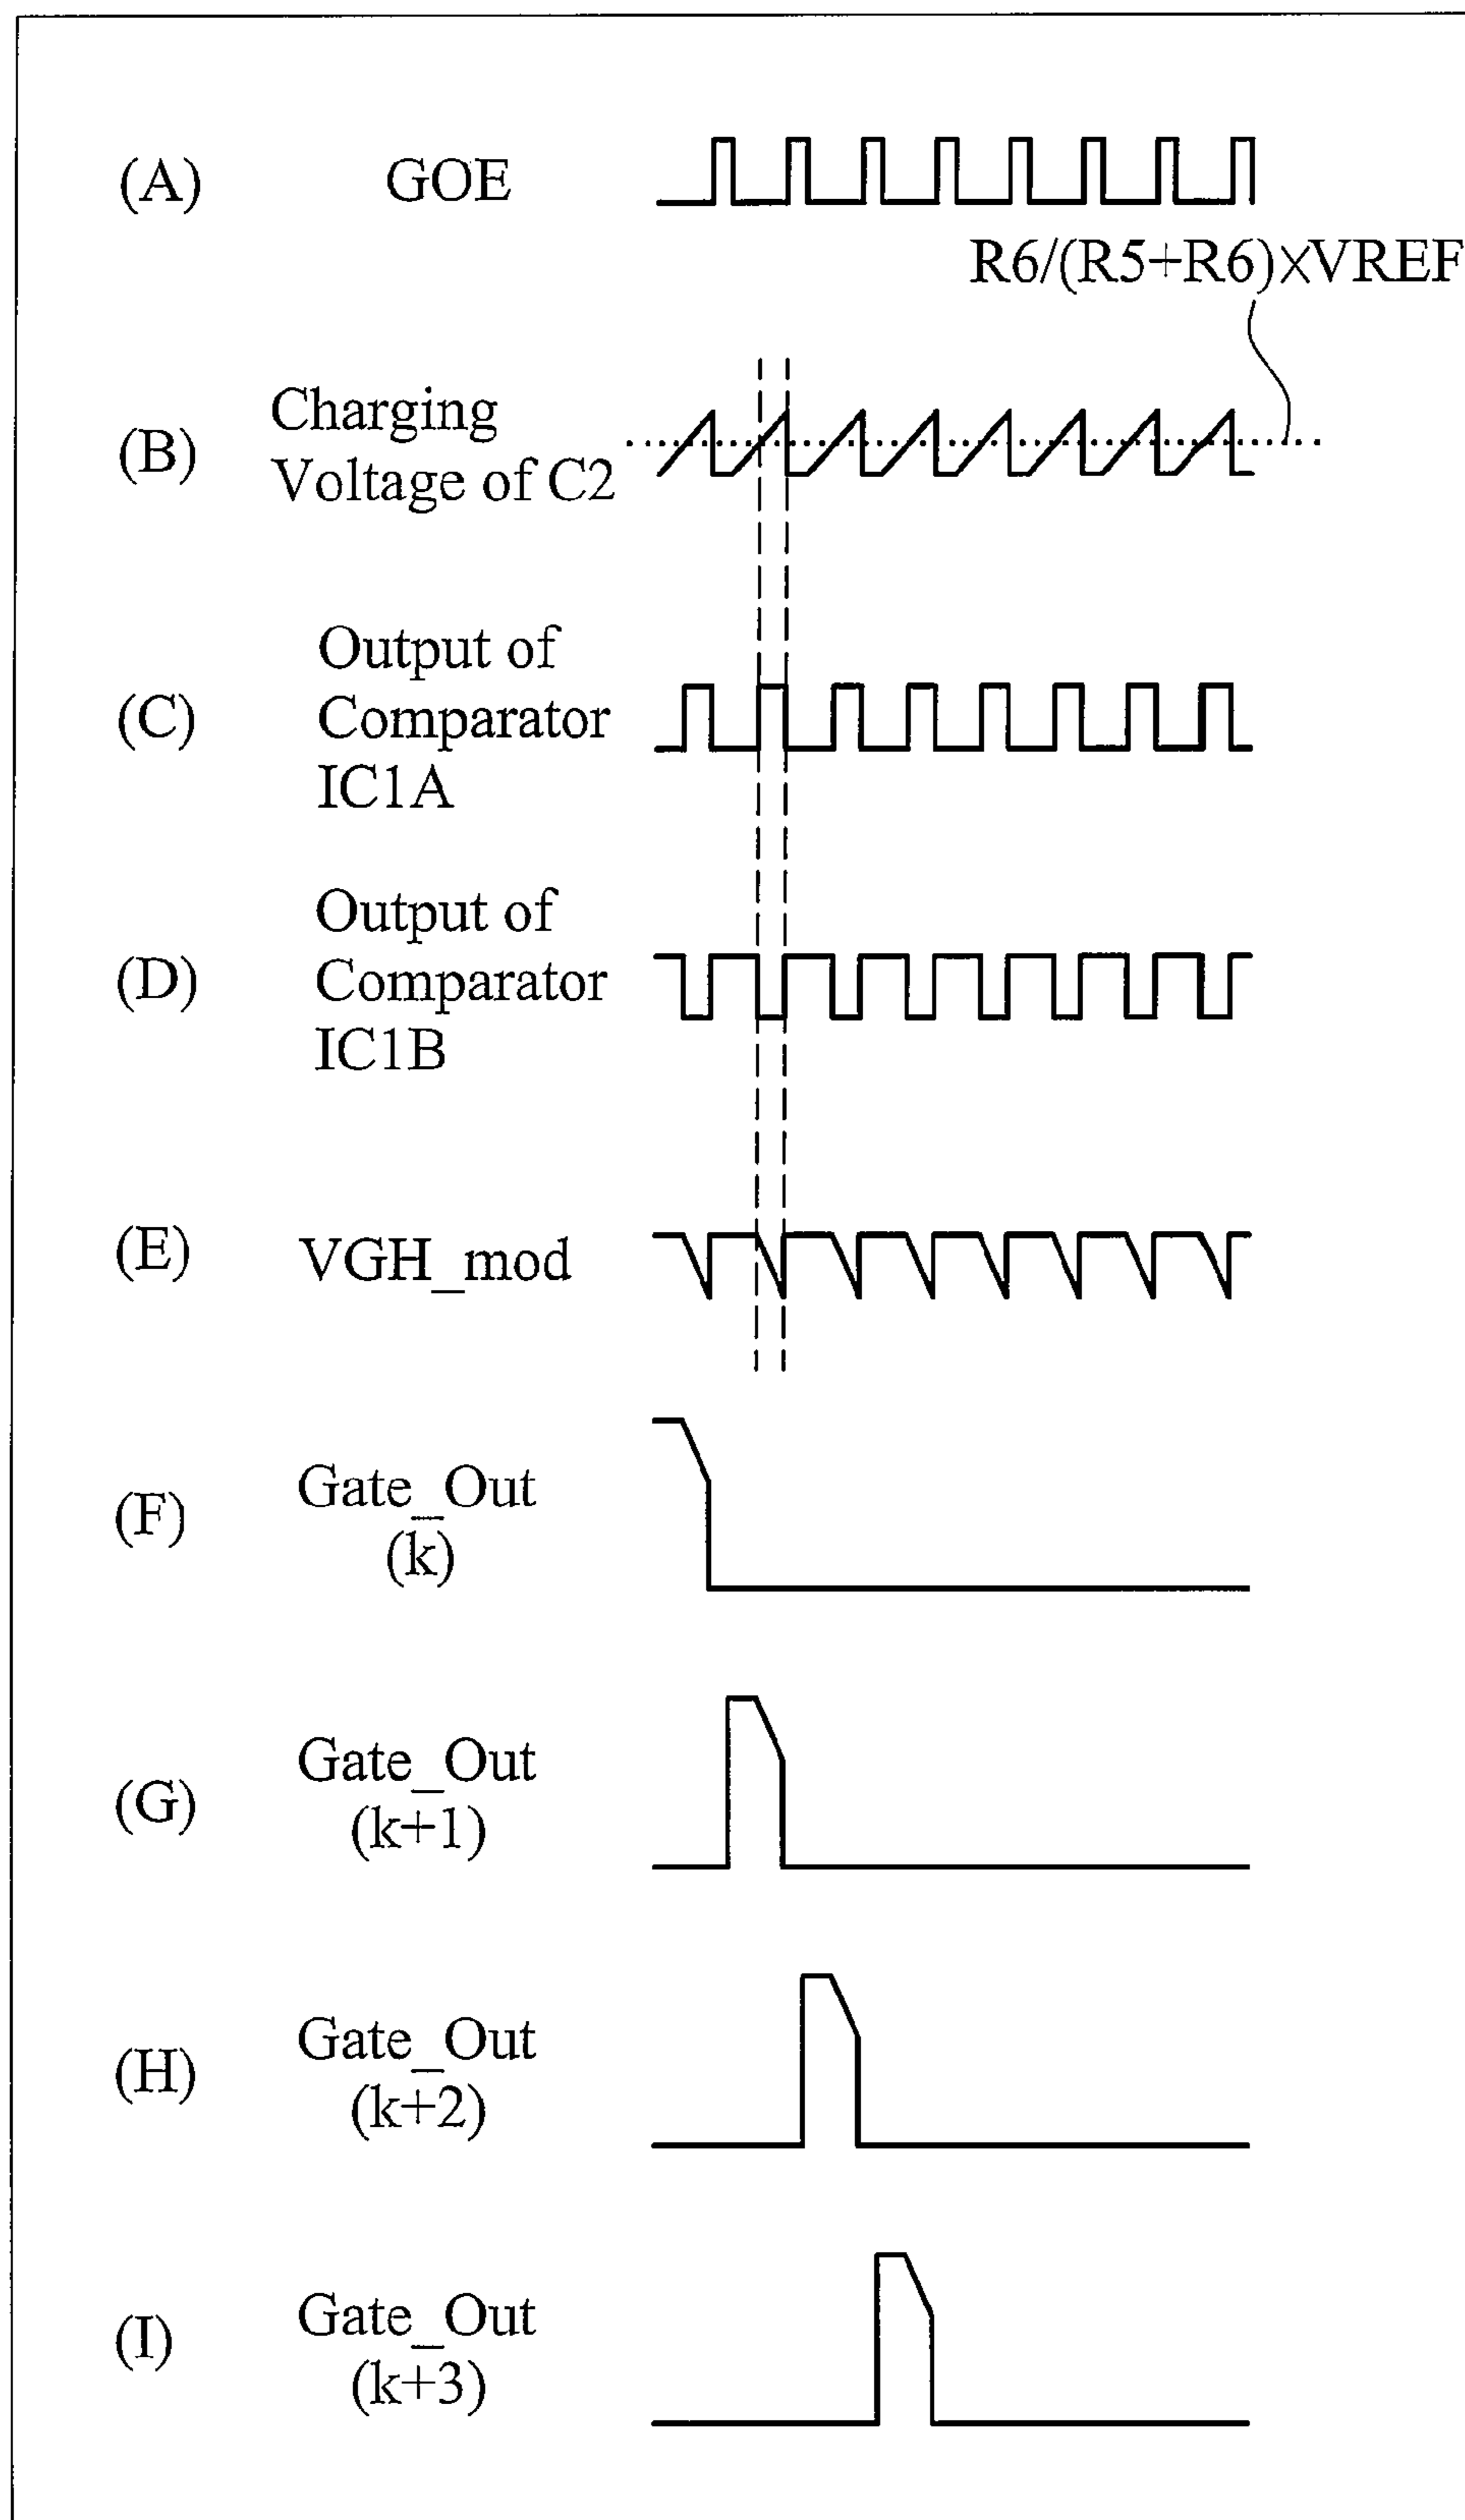 (A) GOE
R6/(R5+R6)×VREF
(B) Charging
Voltage of C2
(C) Output of
Comparator
IC1A
(D) Output of
Comparator
IC1B
(E) VGH_mod
(F) Gate_Out
(k)
(G) Gate_Out
(k+1)
(H) Gate_Out
(k+2)
(I) Gate_Out
(k+3)